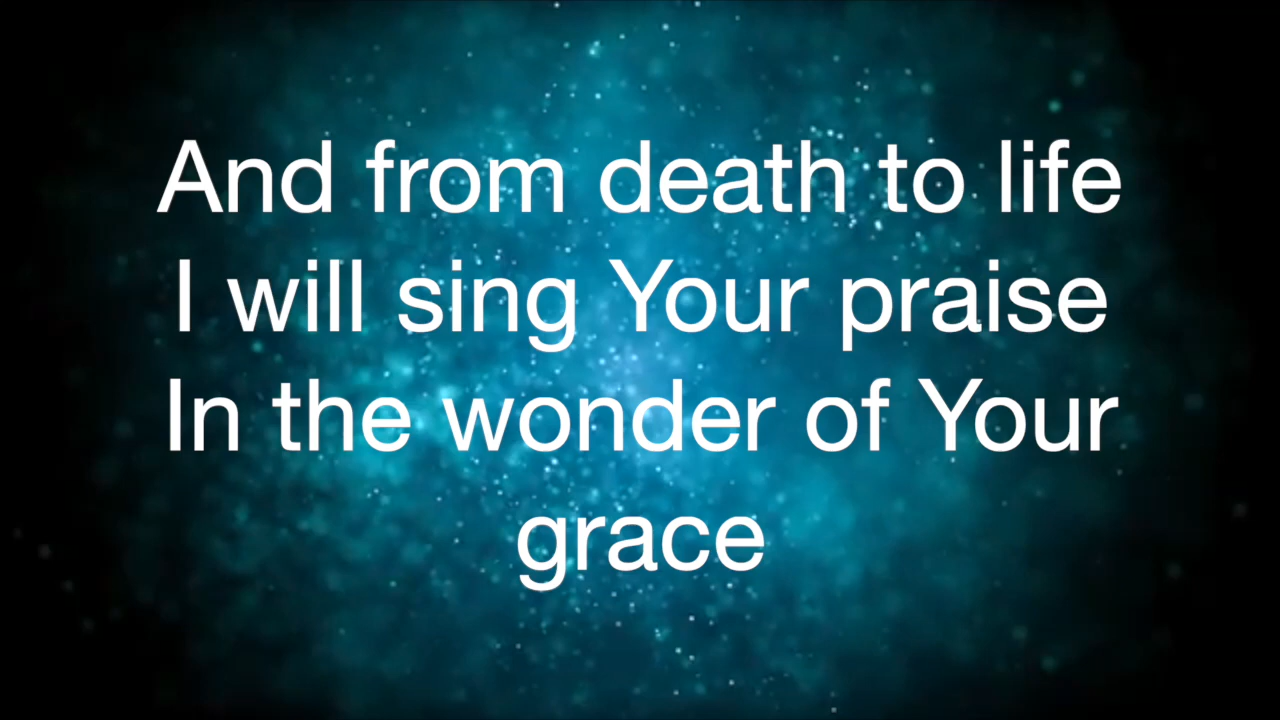 And from death to life
I will sing Your praise
In the wonder of Your
grace